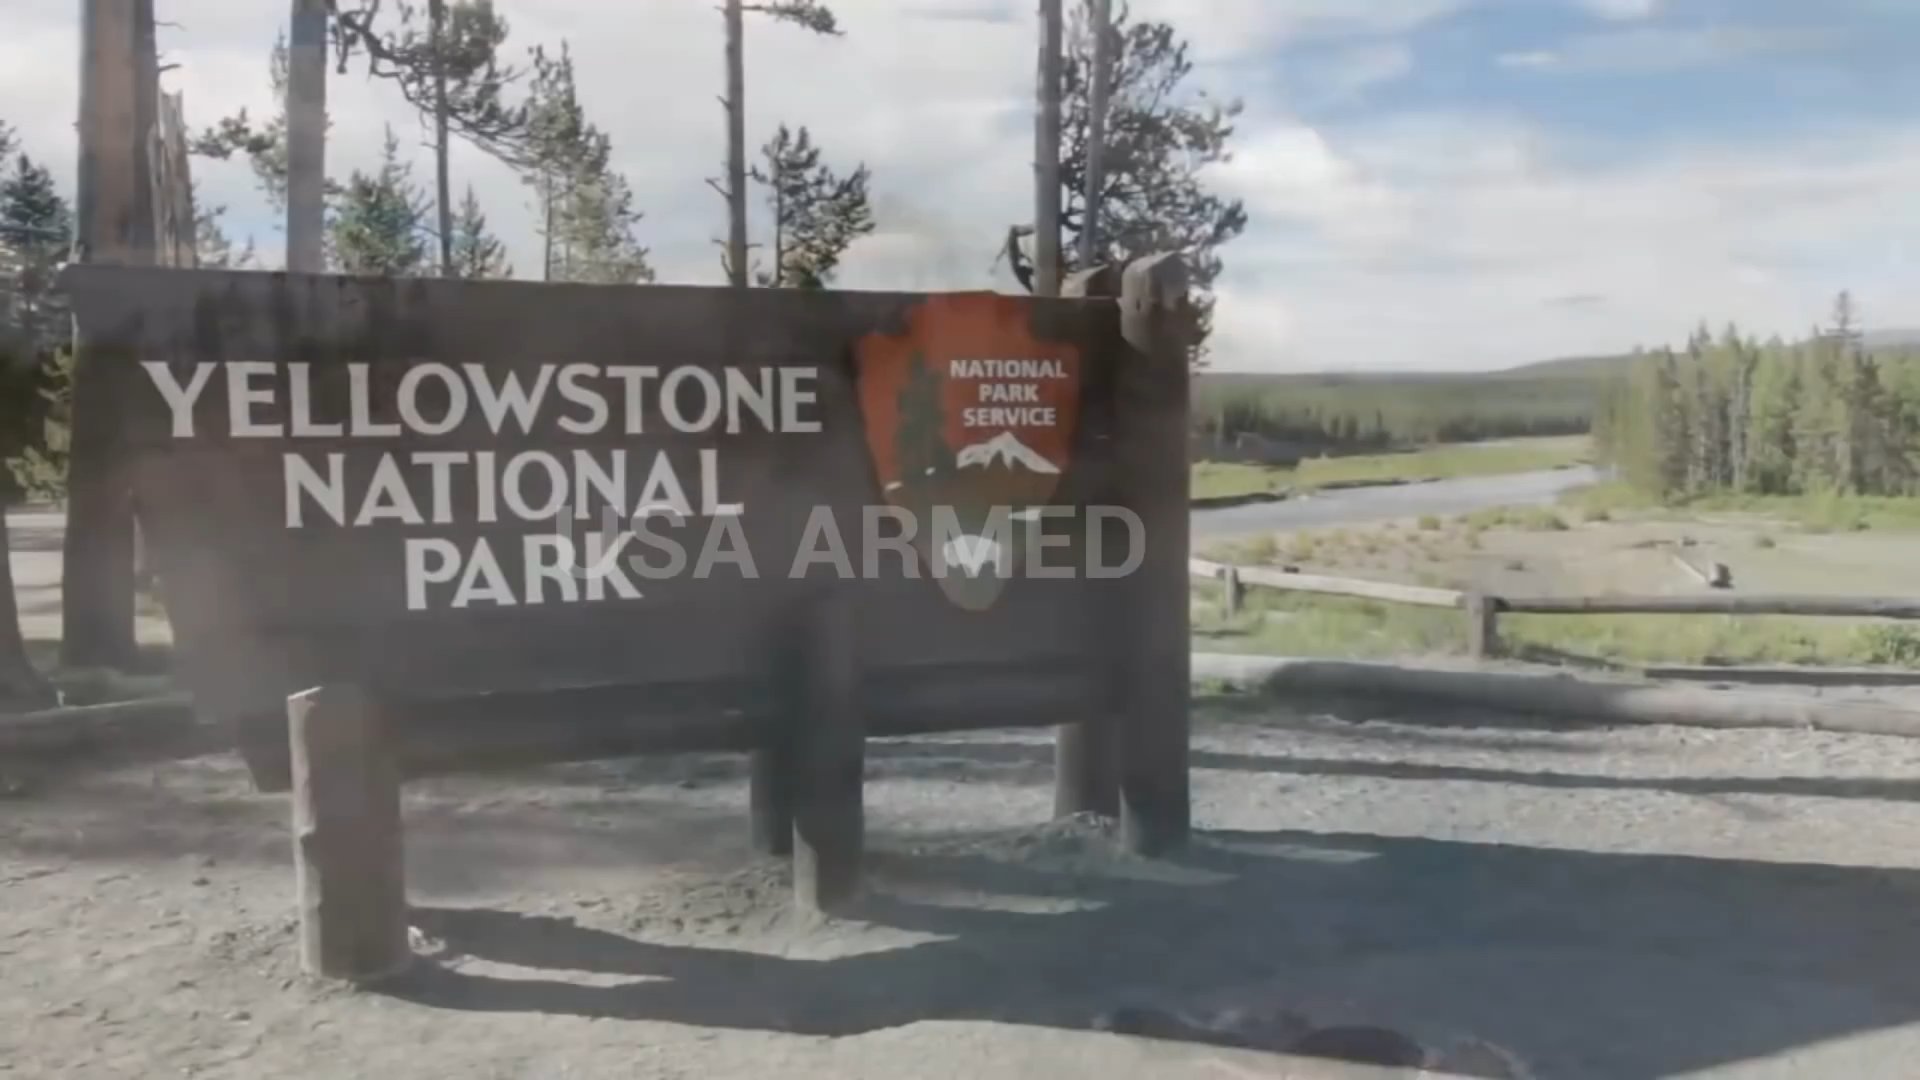 YELLOWSTONE
NATIONAL
PARK
NATIONAL
PARK
SERVICE
USA ARMED